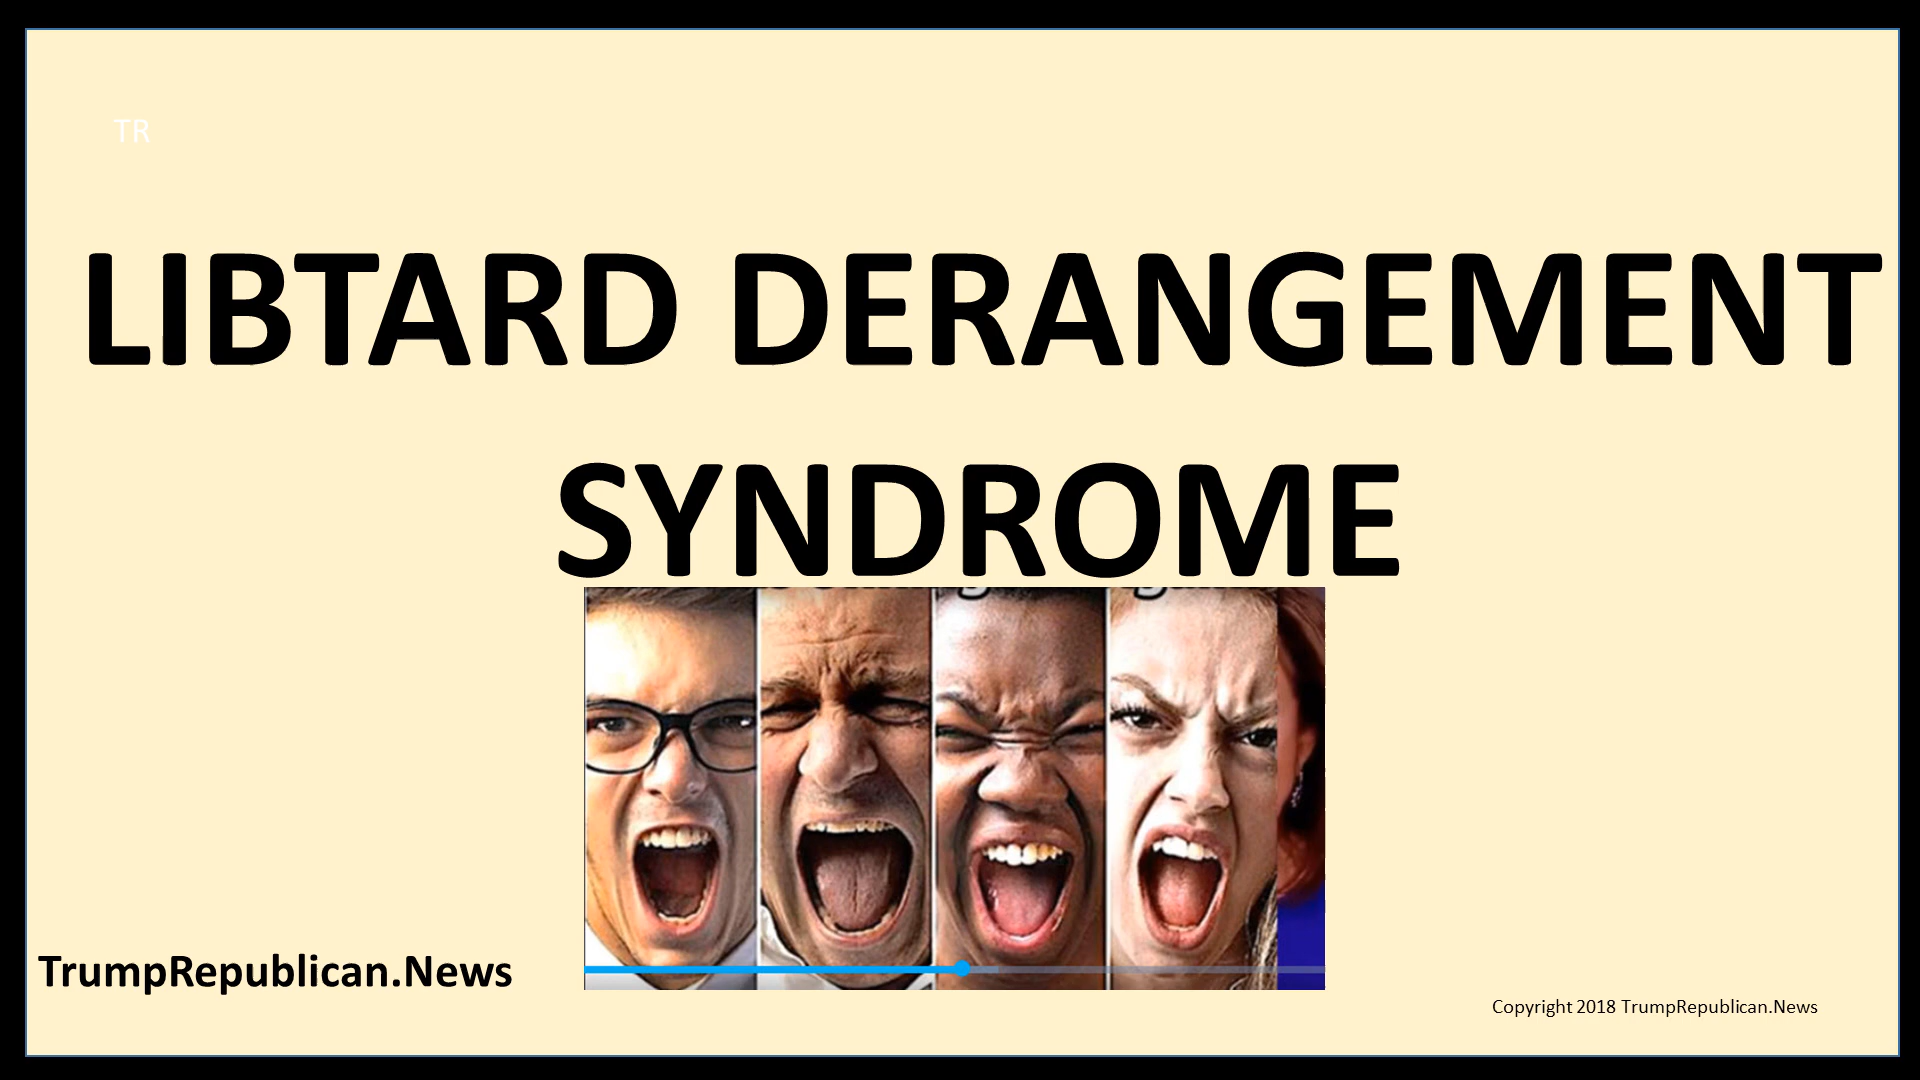 TR
LIBTARD DERANGEMENT
SYNDROME
TrumpRepublican.News
Copyright 2018 TrumpRepublican.News